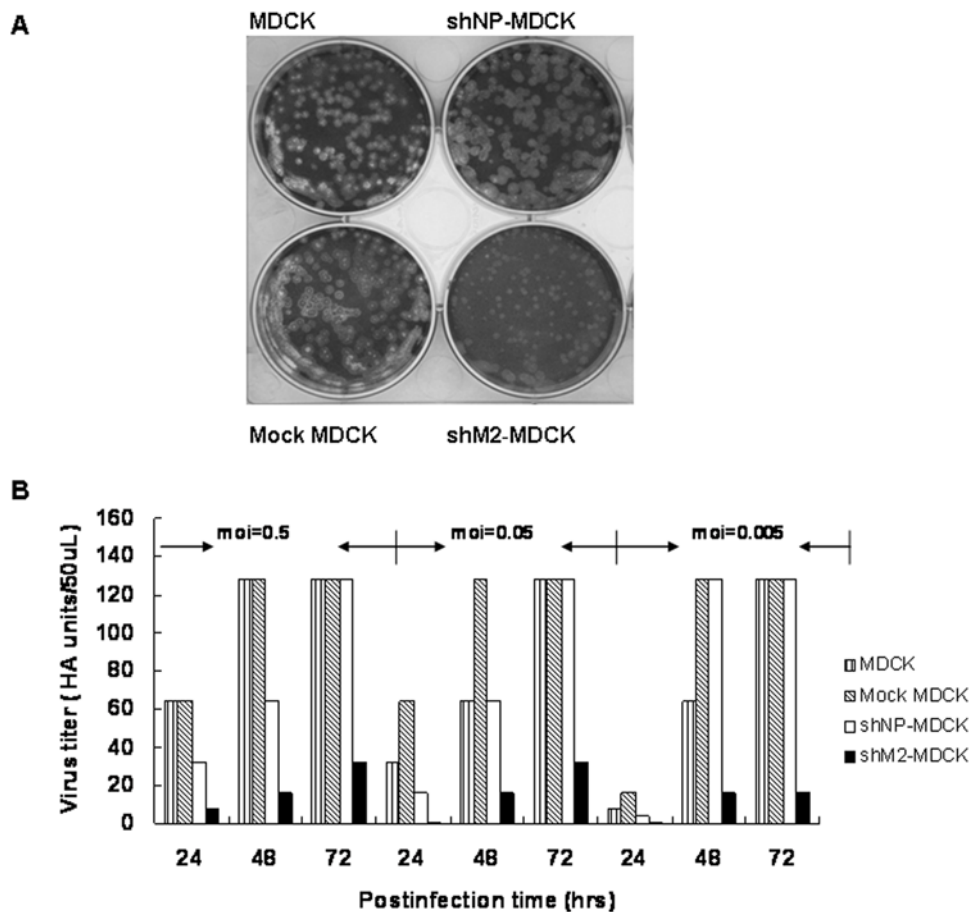 A
MDCK shNP-MDCK
Mock MDCK shM2-MDCK
B
Virus titer ( HA units/50uL)
160
140
120
100
80
60
40
20
0
moi=0.5 moi=0.05 moi=0.005
24 48 72 24 48 72 24 48 72
Postinfection time (hrs)
MDCK
Mock MDCK
shNP-MDCK
shM2-MDCK